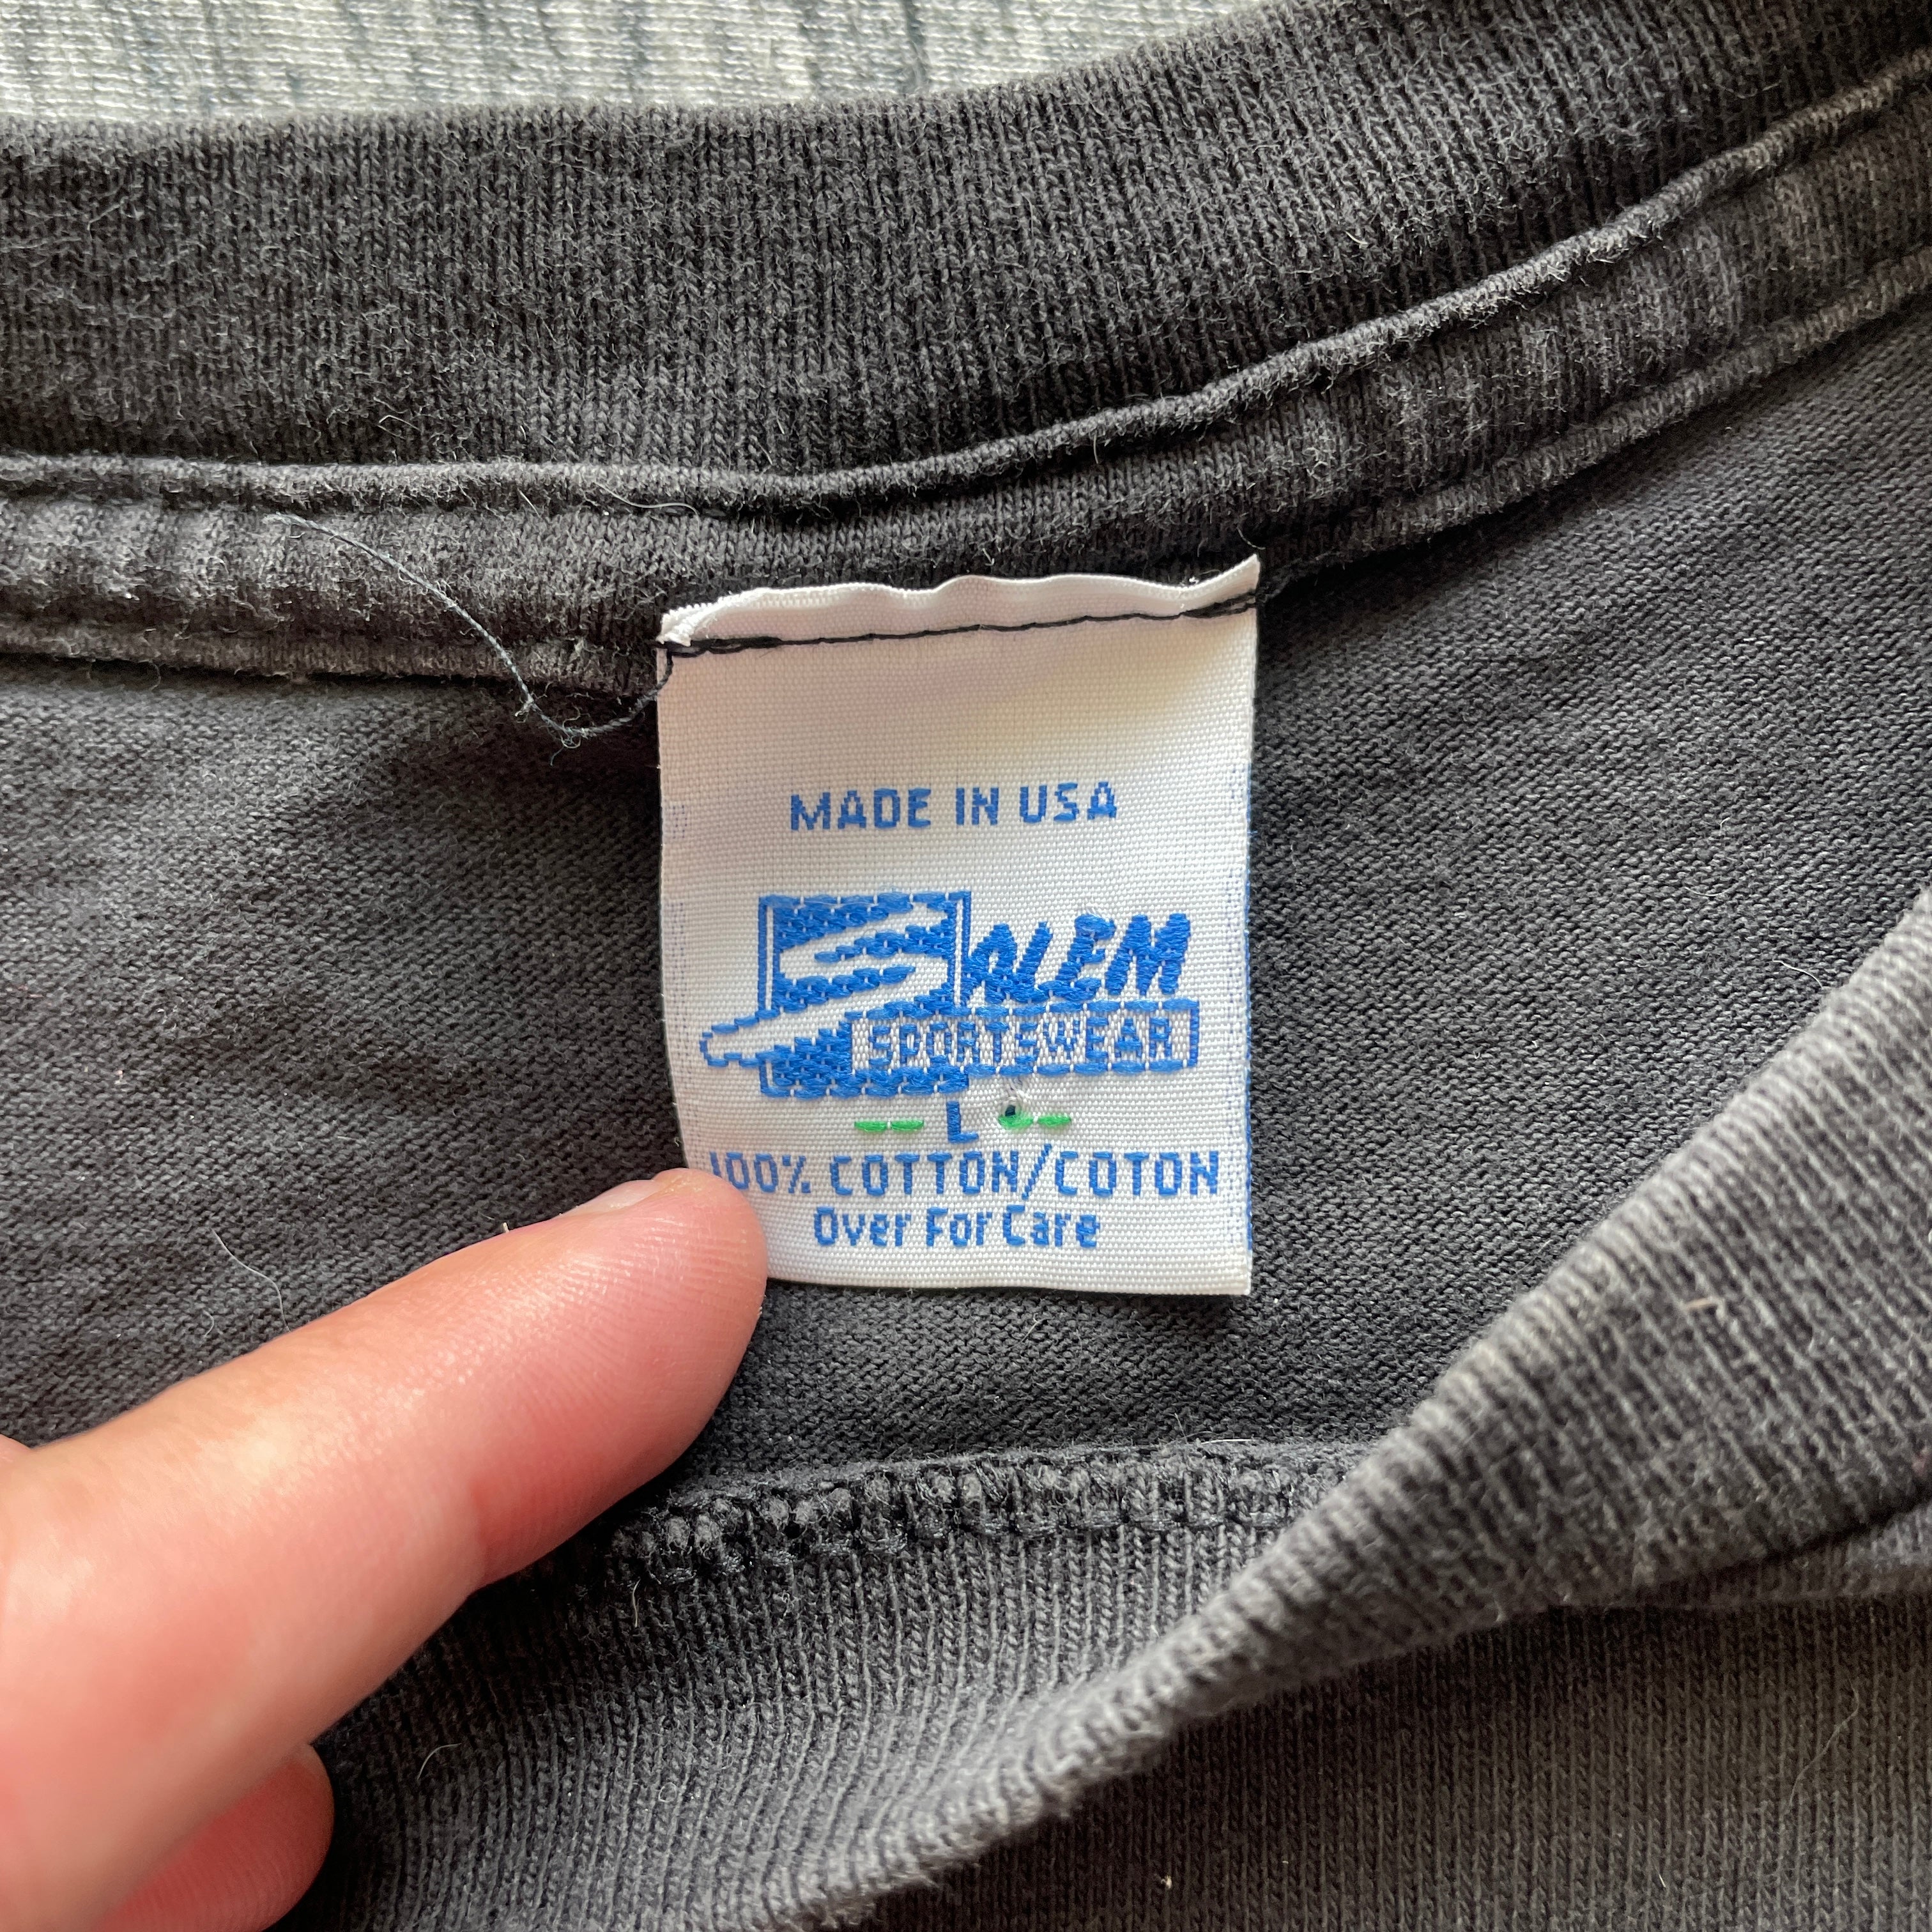 MADE IN USA
SALEM
SPORTSWEAR
-- L --
100% COTTON/COTON
Over For Care